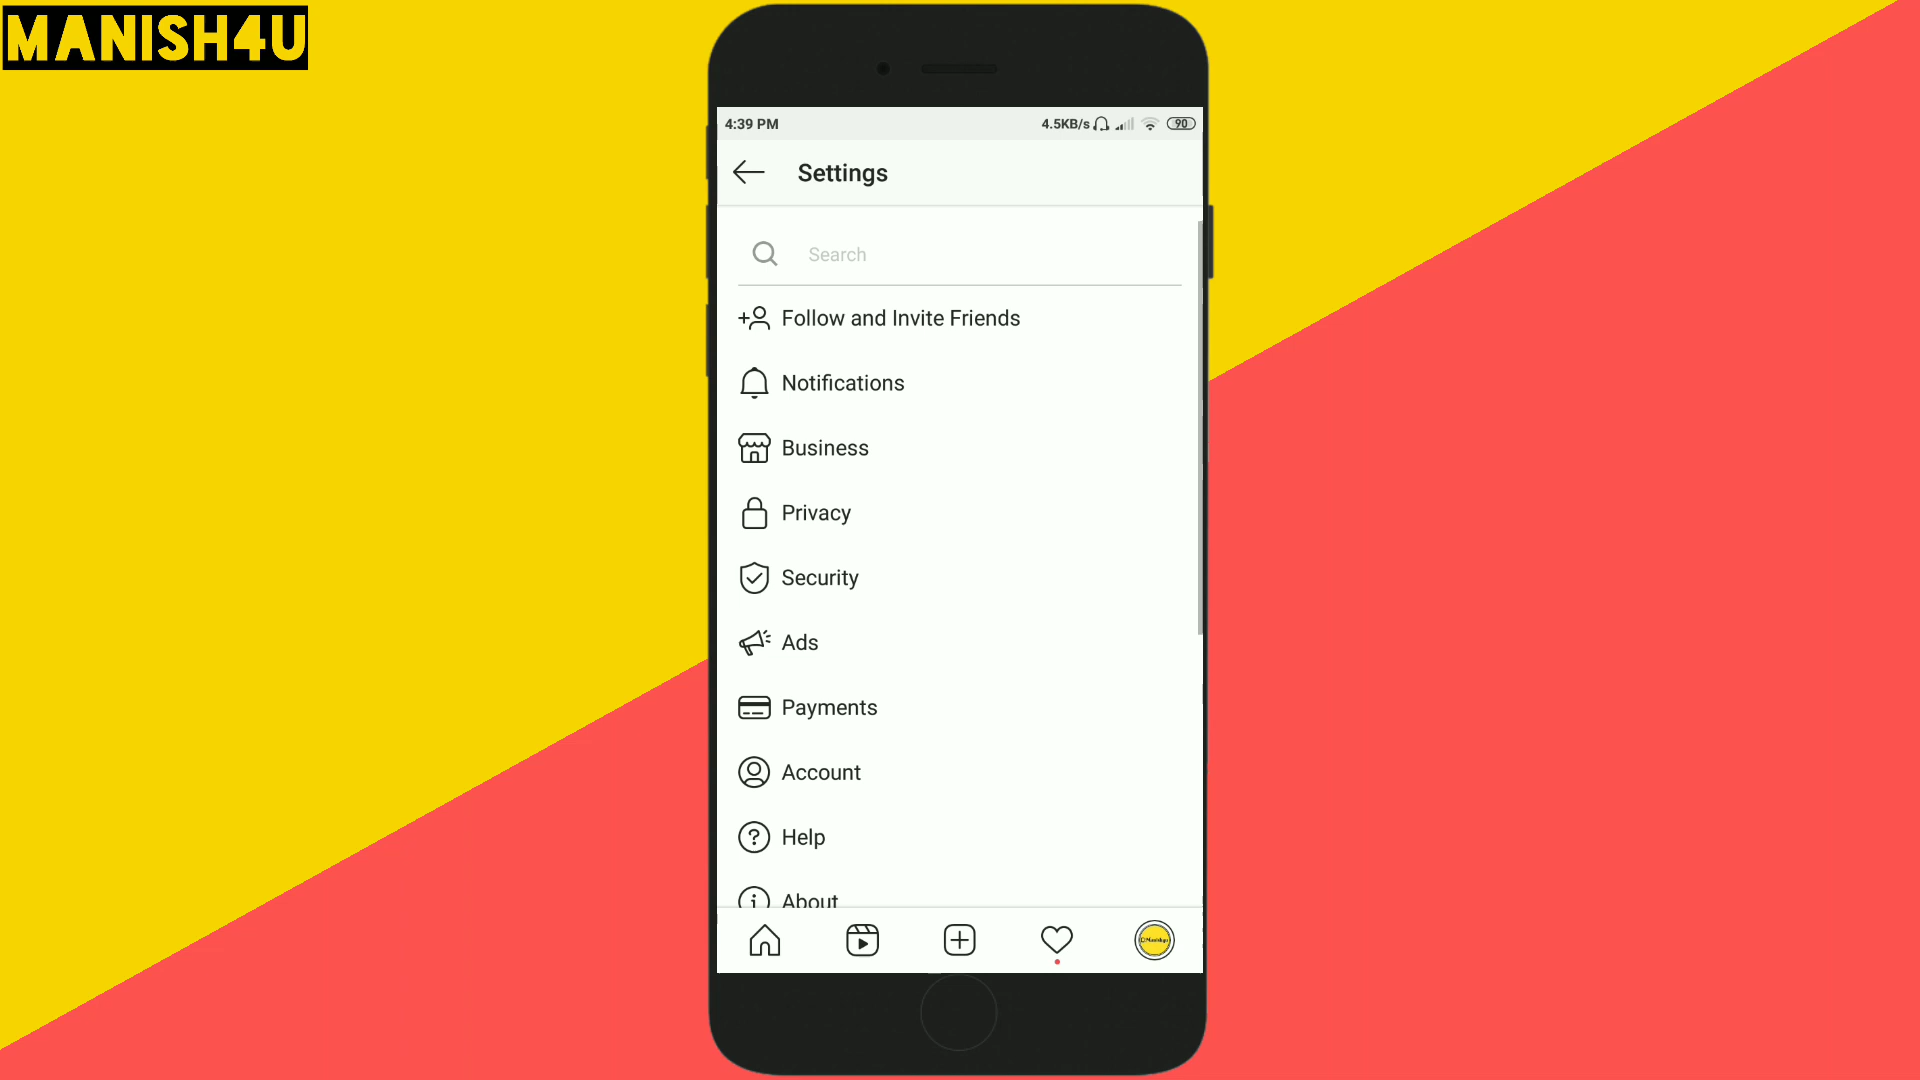 MANISH4U
4:39 PM
4.5KB/s
90
Settings
Search
Follow and Invite Friends
Notifications
Business
Privacy
Security
Ads
Payments
Account
Help
About